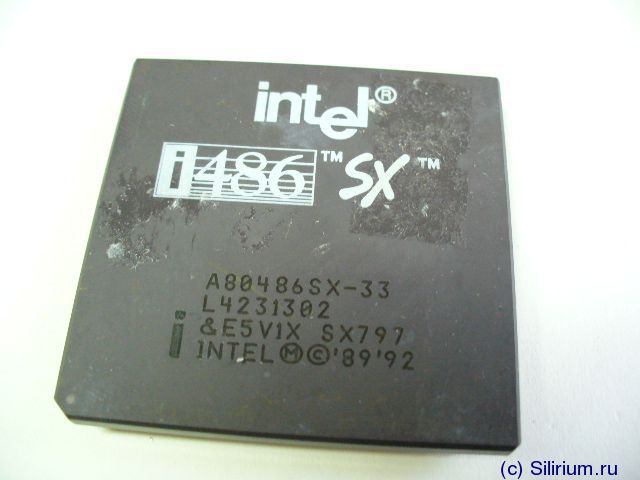 intel®
i486™ SX™
A80486SX-33
L4231302
i &E5V1X SX797
INTEL Ⓜ©'89'92
(c) Silirium.ru